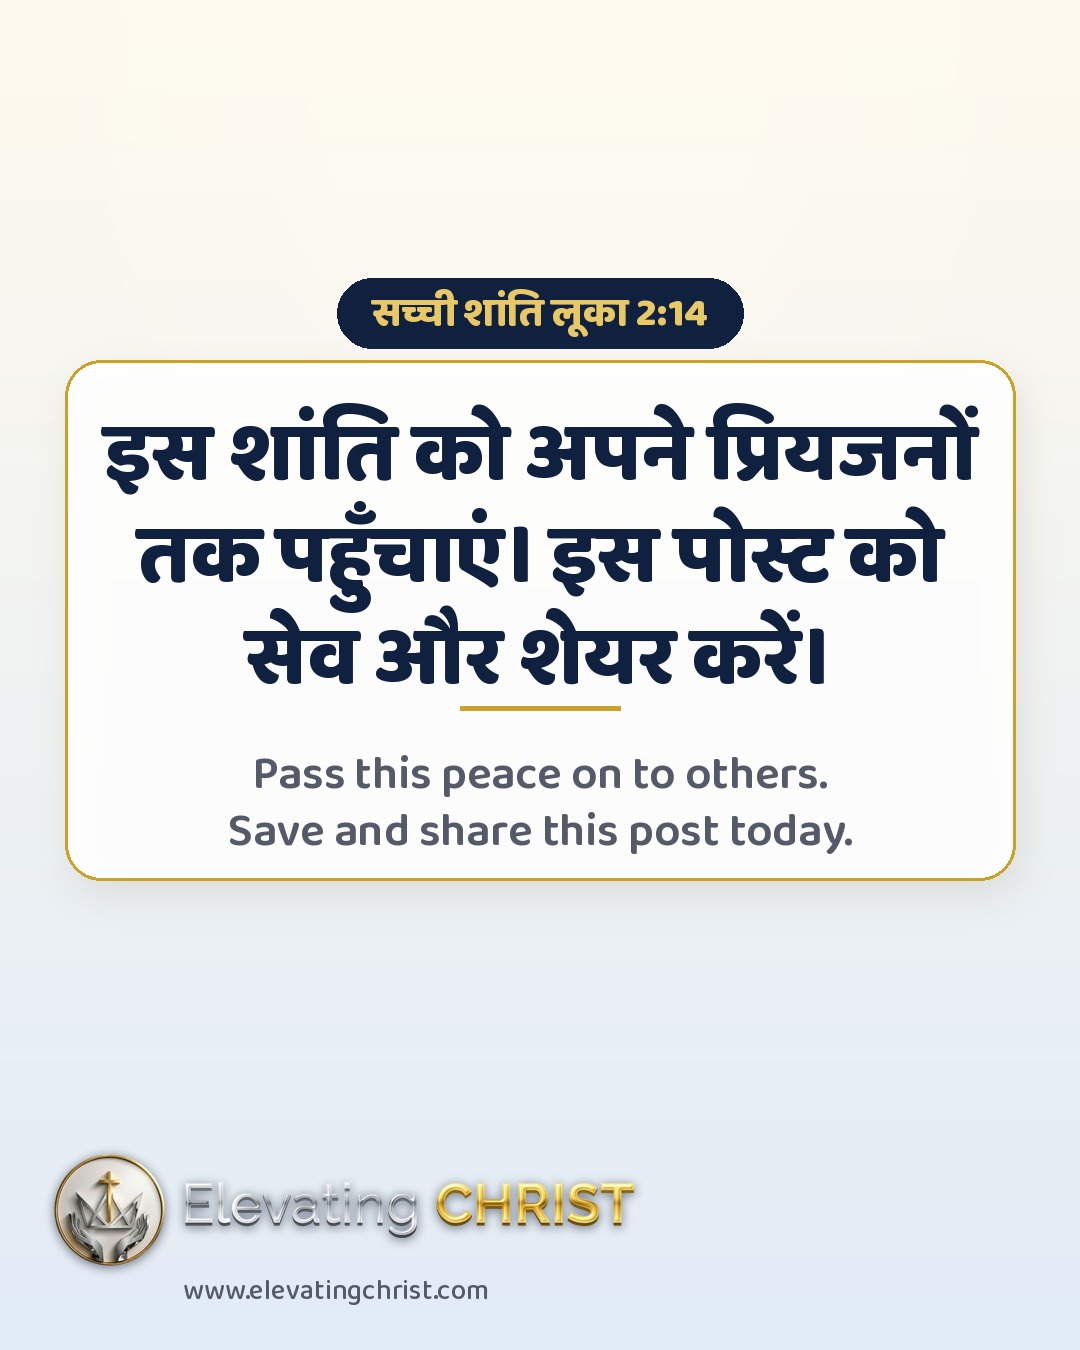 सच्ची शांति लूका 2:14
इस शांति को अपने प्रियजनों
तक पहुँचाएं। इस पोस्ट को
सेव और शेयर करें।
Pass this peace on to others.
Save and share this post today.
Elevating CHRIST
www.elevatingchrist.com